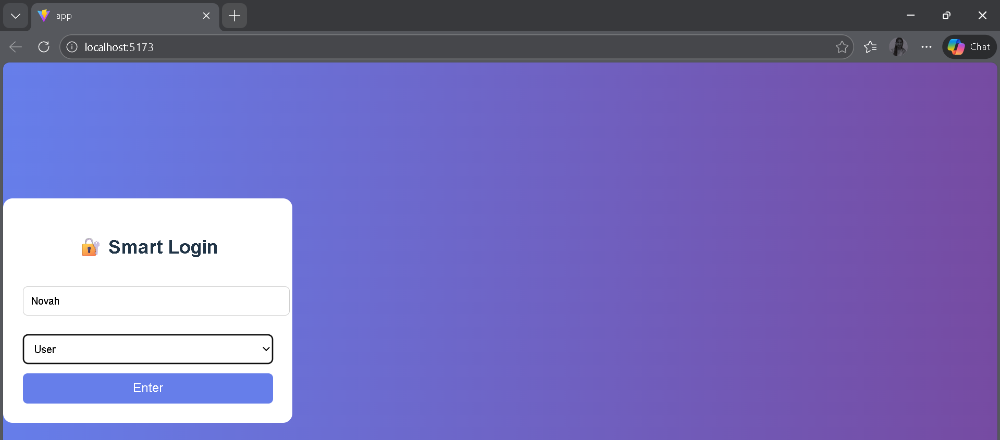 app
localhost:5173
Chat
Smart Login
Novah
User
Enter